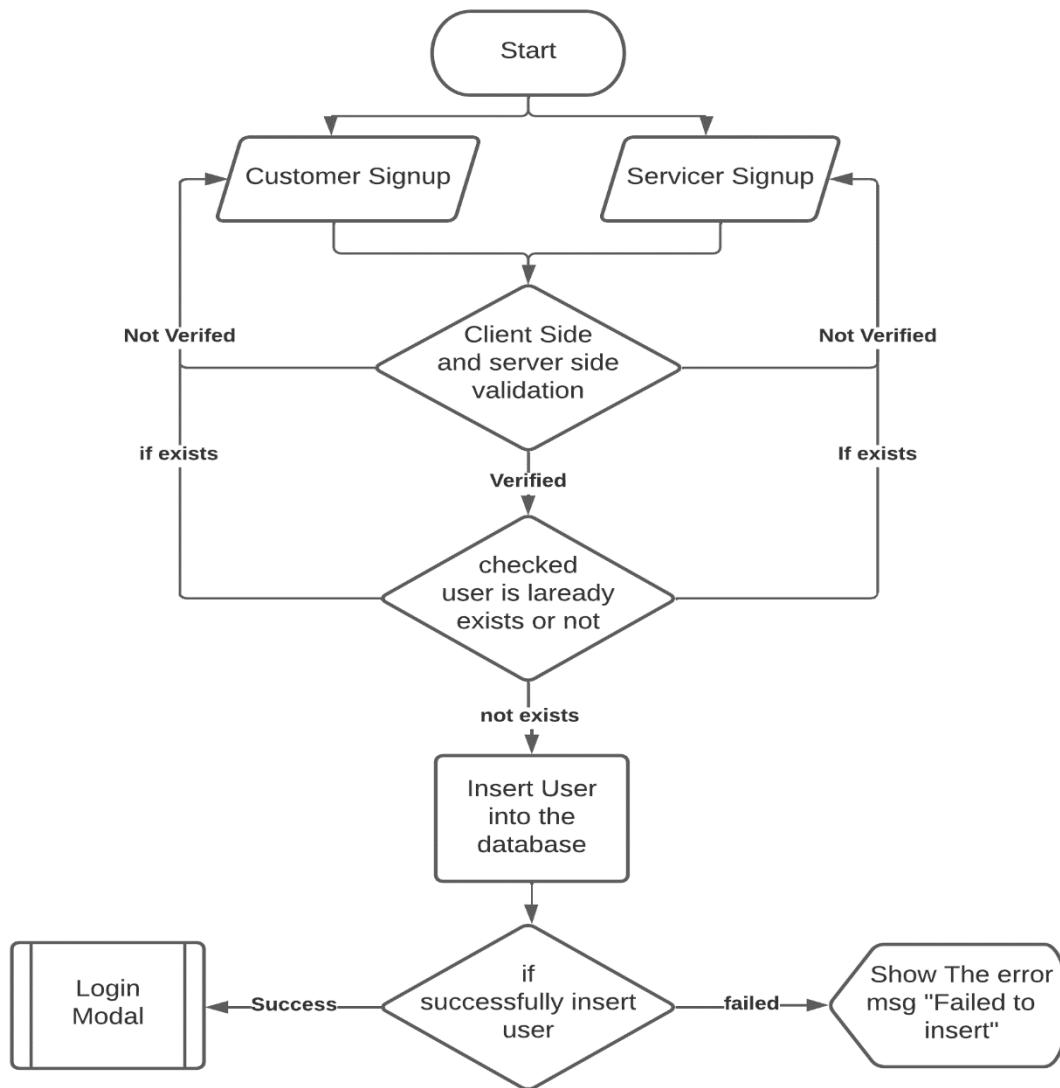 Start
Customer Signup
Servicer Signup
Client Side
and server side
validation
Not Verifed
Not Verified
if exists
If exists
Verified
checked
user is laready
exists or not
not exists
Insert User
into the
database
Login
Modal
Success
if
successfully insert
user
failed
Show The error
msg "Failed to
insert"